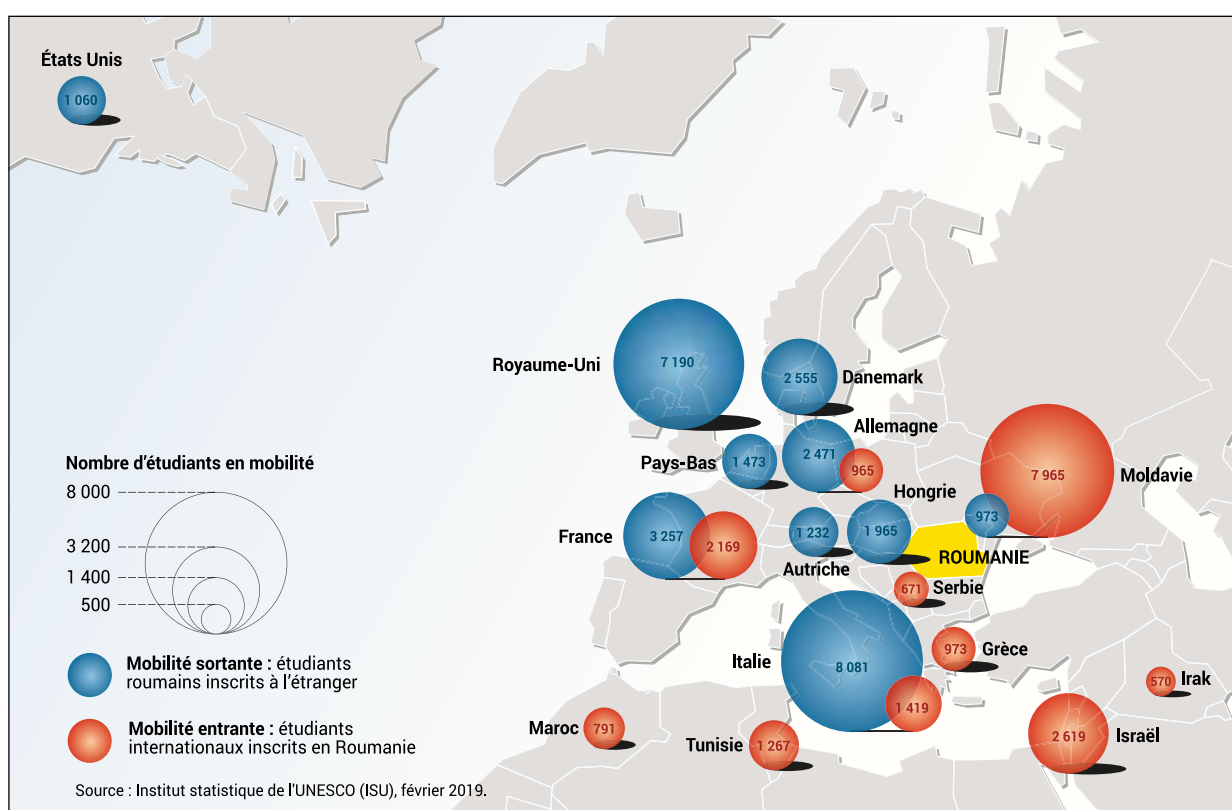 États Unis
1 060
Royaume-Uni
7 190
2 555
Danemark
Allemagne
Pays-Bas
1 473
2 471
965
Hongrie
7 965
Moldavie
973
France
3 257
2 169
1 232
1 965
Autriche
ROUMANIE
671
Serbie
Italie
8 081
973
Grèce
1 419
570
Irak
Maroc
791
Tunisie
1 267
2 619
Israël
Nombre d'étudiants en mobilité
8 000
3 200
1 400
500
Mobilité sortante : étudiants
roumains inscrits à l'étranger
Mobilité entrante : étudiants
internationaux inscrits en Roumanie
Source : Institut statistique de l'UNESCO (ISU), février 2019.